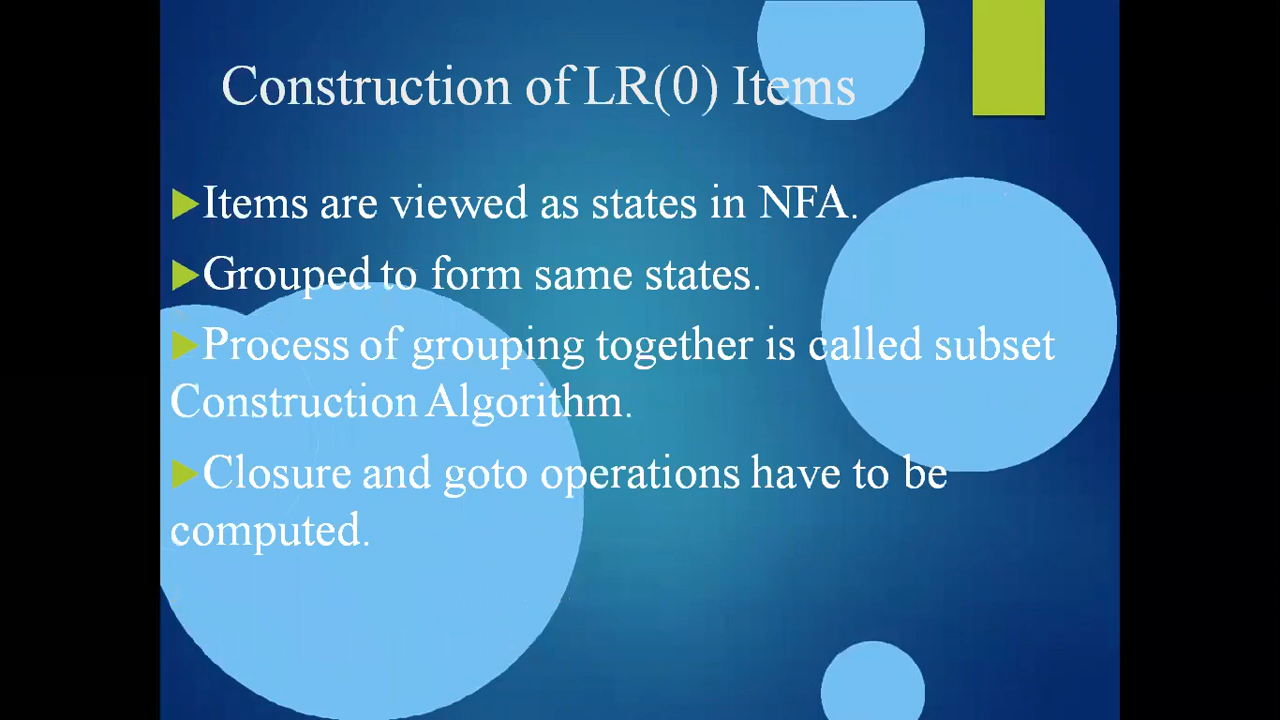 Construction of LR(0) Items
Items are viewed as states in NFA.
Grouped to form same states.
Process of grouping together is called subset
Construction Algorithm.
Closure and goto operations have to be
computed.